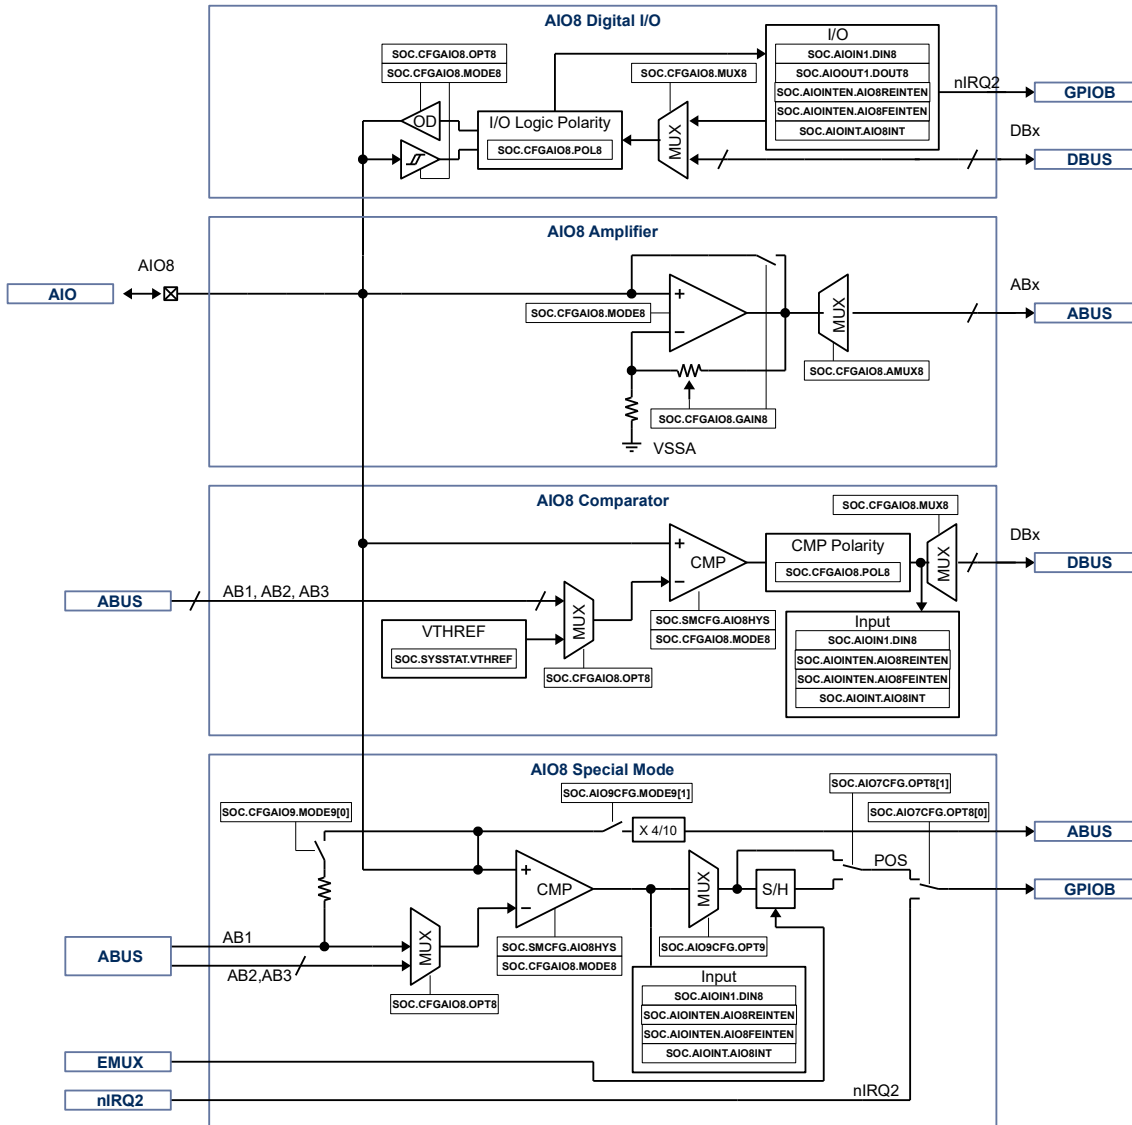 AIO8 Digital I/O
SOC.CFGAIO8.OPT8
SOC.CFGAIO8.MODE8
OD
I/O Logic Polarity
SOC.CFGAIO8.POL8
SOC.CFGAIO8.MUX8
MUX
I/O
SOC.AIOIN1.DIN8
SOC.AIOOUT1.DOUT8
SOC.AIOINTEN.AIO8REINTEN
SOC.AIOINTEN.AIO8FEINTEN
SOC.AIOINT.AIO8INT
nIRQ2
GPIOB
DBx
DBUS
AIO8 Amplifier
AIO8
AIO
SOC.CFGAIO8.MODE8
+
−
MUX
SOC.CFGAIO8.AMUX8
SOC.CFGAIO8.GAIN8
VSSA
ABx
ABUS
AIO8 Comparator
ABUS
AB1, AB2, AB3
VTHREF
SOC.SYSSTAT.VTHREF
MUX
SOC.CFGAIO8.OPT8
+
−
CMP
SOC.SMCFG.AIO8HYS
SOC.CFGAIO8.MODE8
CMP Polarity
SOC.CFGAIO8.POL8
SOC.CFGAIO8.MUX8
MUX
DBx
DBUS
Input
SOC.AIOIN1.DIN8
SOC.AIOINTEN.AIO8REINTEN
SOC.AIOINTEN.AIO8FEINTEN
SOC.AIOINT.AIO8INT
AIO8 Special Mode
SOC.CFGAIO9.MODE9[0]
SOC.AIO9CFG.MODE9[1]
X 4/10
SOC.AIO7CFG.OPT8[1]
SOC.AIO7CFG.OPT8[0]
ABUS
POS
GPIOB
+
−
CMP
SOC.SMCFG.AIO8HYS
SOC.CFGAIO8.MODE8
MUX
SOC.AIO9CFG.OPT9
S/H
ABUS
AB1
AB2,AB3
MUX
SOC.CFGAIO8.OPT8
Input
SOC.AIOIN1.DIN8
SOC.AIOINTEN.AIO8REINTEN
SOC.AIOINTEN.AIO8FEINTEN
SOC.AIOINT.AIO8INT
EMUX
nIRQ2
nIRQ2